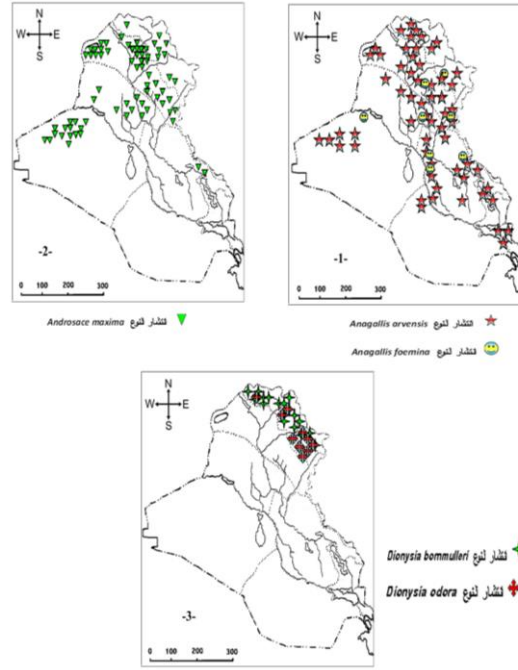 N
W E
S
-2-
0 100 200 300
انتشار النوع Androsace maxima
N
W E
S
-1-
0 100 200 300
انتشار النوع Anagallis arvensis
انتشار النوع Anagallis foemina
N
W E
S
-3-
0 100 200 300
انتشار النوع Dionysia bornmulleri
انتشار النوع Dionysia odora